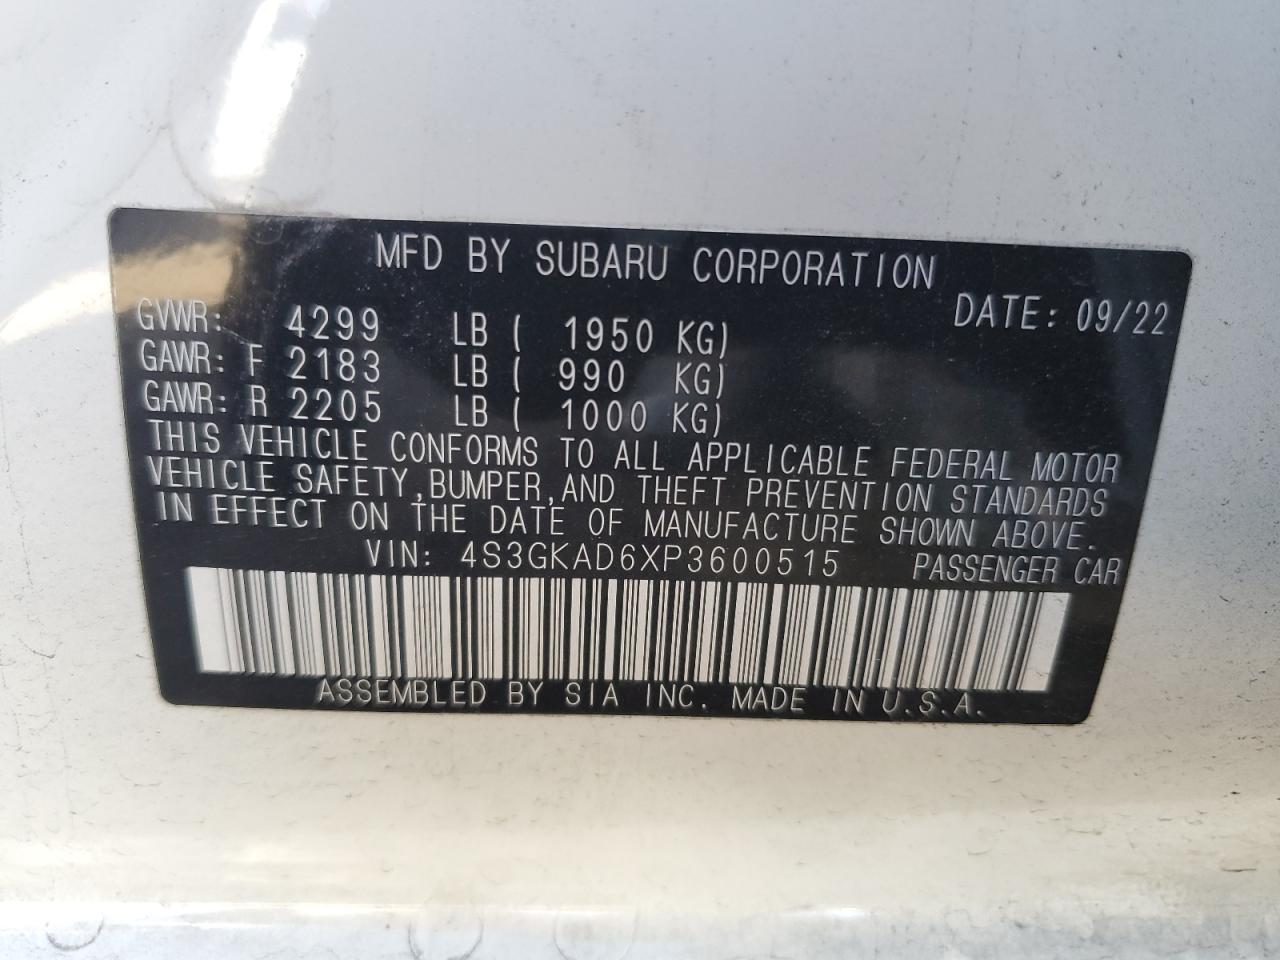 MFD BY SUBARU CORPORATION
DATE: 09/22
GVWR: 4299 LB ( 1950 KG)
GAWR: F 2183 LB ( 990 KG)
GAWR: R 2205 LB ( 1000 KG)
THIS VEHICLE CONFORMS TO ALL APPLICABLE FEDERAL MOTOR
VEHICLE SAFETY,BUMPER,AND THEFT PREVENTION STANDARDS
IN EFFECT ON THE DATE OF MANUFACTURE SHOWN ABOVE.
VIN: 4S3GKAD6XP3600515 PASSENGER CAR
ASSEMBLED BY SIA INC. MADE IN U.S.A.